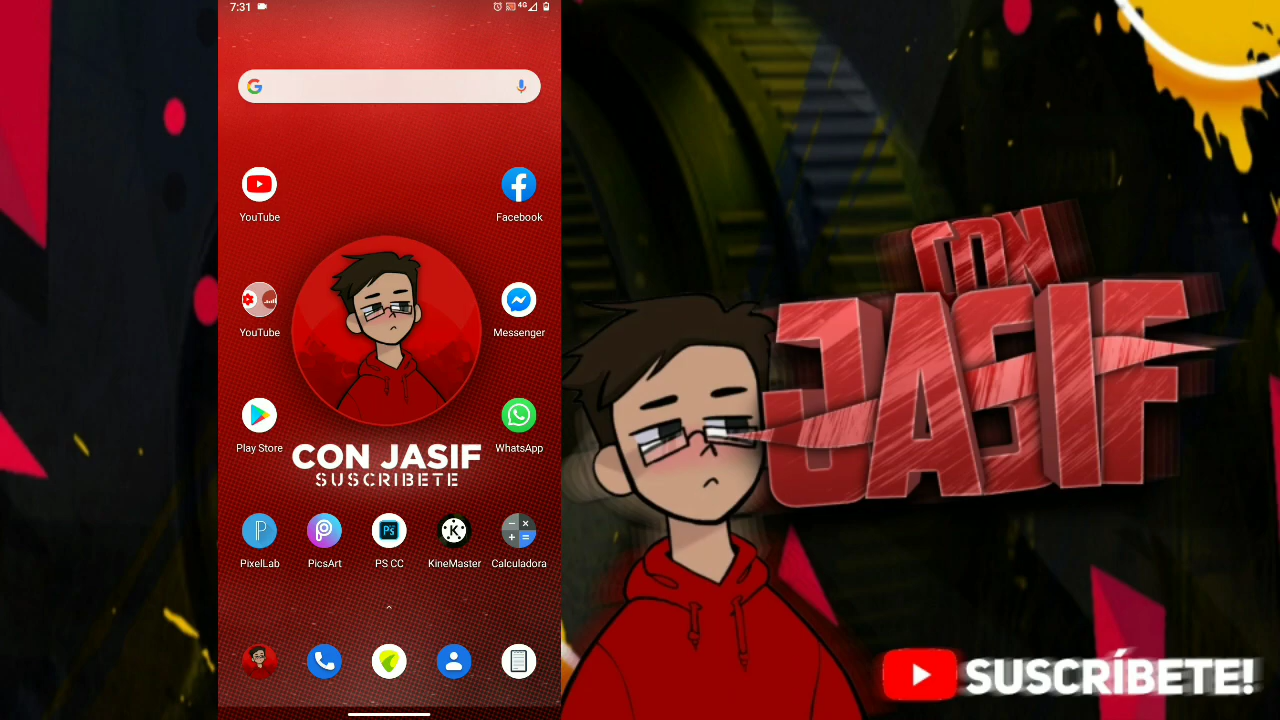 7:31
4G
G
YouTube
Facebook
YouTube
Messenger
Play Store
WhatsApp
CON JASIF
SUSCRIBETE
P
Ps
K
PixelLab
PicsArt
PS CC
KineMaster
Calculadora
CON
JASIF
SUSCRÍBETE!